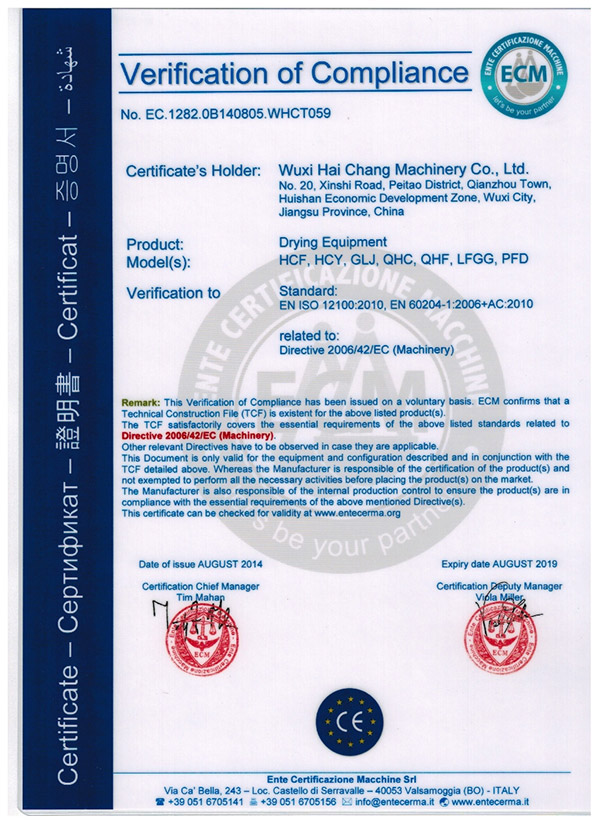 Certificate – Сертификат – 證明書 – Certificat – 증명서 – شهادة
Verification of Compliance
ENTE CERTIFICAZIONE MACCHINE
ECM
let's be your partner
No. EC.1282.0B140805.WHCT059
Certificate's Holder: Wuxi Hai Chang Machinery Co., Ltd.
No. 20, Xinshi Road, Peitao District, Qianzhou Town,
Huishan Economic Development Zone, Wuxi City,
Jiangsu Province, China
Product: Drying Equipment
Model(s): HCF, HCY, GLJ, QHC, QHF, LFGG, PFD
Verification to Standard:
EN ISO 12100:2010, EN 60204-1:2006+AC:2010
related to:
Directive 2006/42/EC (Machinery)
ENTE CERTIFICAZIONE MACCHINE
ECM
let's be your partner
Remark: This Verification of Compliance has been issued on a voluntary basis. ECM confirms that a
Technical Construction File (TCF) is existent for the above listed product(s).
The TCF satisfactorily covers the essential requirements of the above listed standards related to
Directive 2006/42/EC (Machinery).
Other relevant Directives have to be observed in case they are applicable.
This Document is only valid for the equipment and configuration described and in conjunction with the
TCF detailed above. Whereas the Manufacturer is responsible of the certification of the product(s) and
not exempted to perform all the necessary activities before placing the product(s) on the market.
The Manufacturer is also responsible of the internal production control to ensure the product(s) are in
compliance with the essential requirements of the above mentioned Directive(s).
This certificate can be checked for validity at www.entecerma.org
Date of issue AUGUST 2014 Expiry date AUGUST 2019
Certification Chief Manager Certification Deputy Manager
Tim Mahan Viola Miller
ECM ECM
CE
Ente Certificazione Macchine Srl
Via Ca' Bella, 243 – Loc. Castello di Serravalle – 40053 Valsamoggia (BO) - ITALY
+39 051 6705141 +39 051 6705156 info@entecerma.it www.entecerma.it